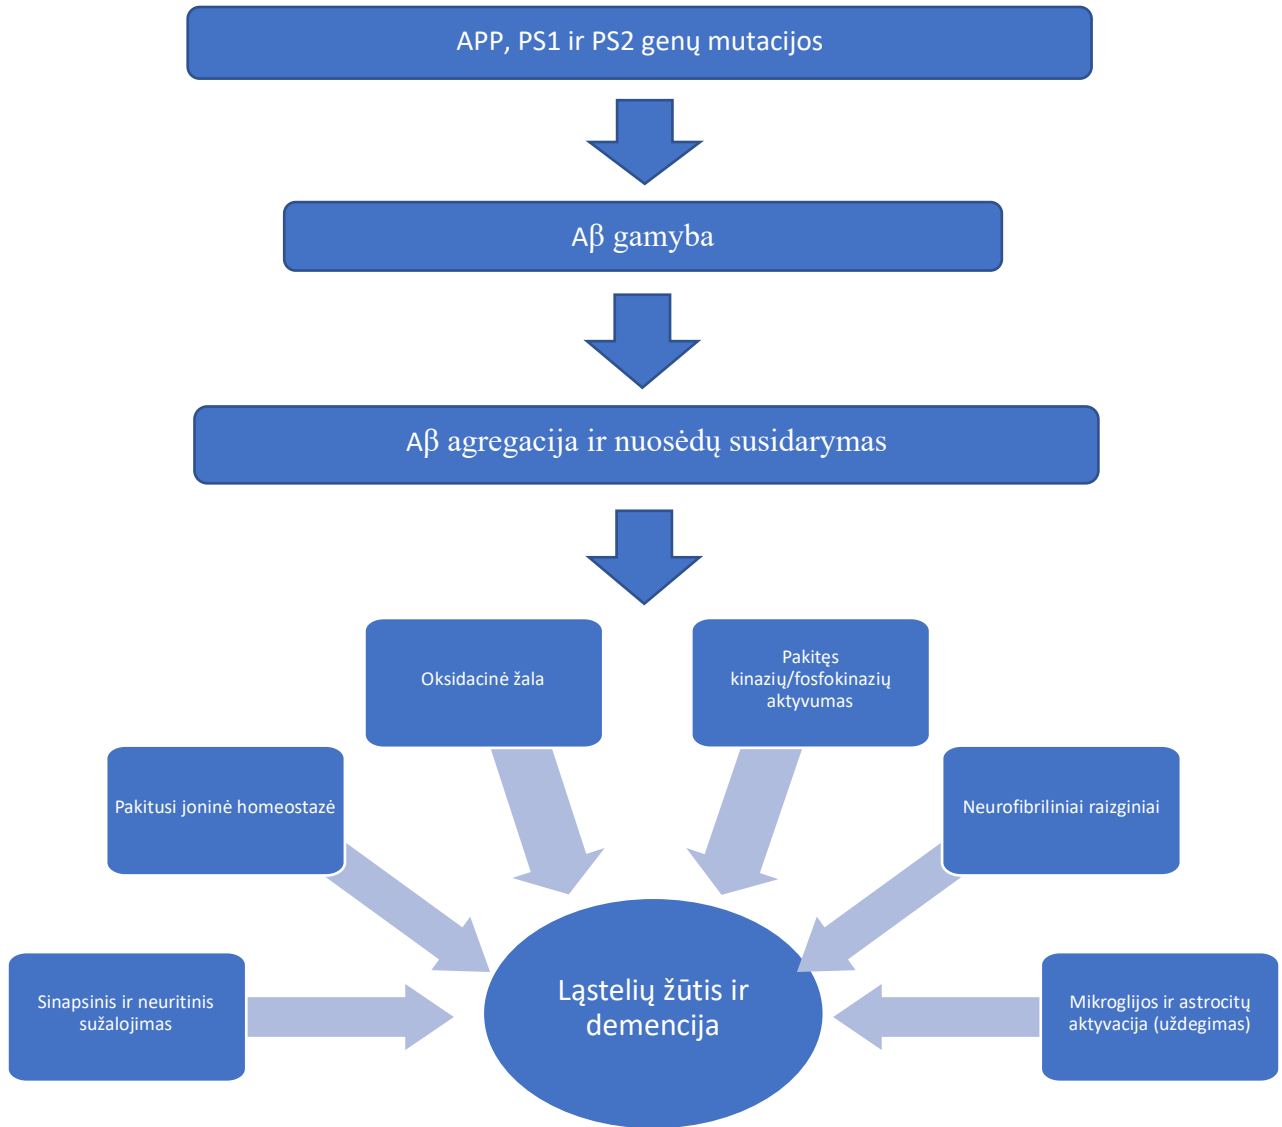 APP, PS1 ir PS2 genų mutacijos
Aβ gamyba
Aβ agregacija ir nuosėdų susidarymas
Oksidacinė žala
Pakitęs
kinazių/fosfokinazių
aktyvumas
Pakitusi joninė homeostazė
Neurofibriliniai raizginiai
Sinapsinis ir neuritinis
sužalojimas
Ląstelių žūtis ir
demencija
Mikroglijos ir astrocitų
aktyvacija (uždegimas)